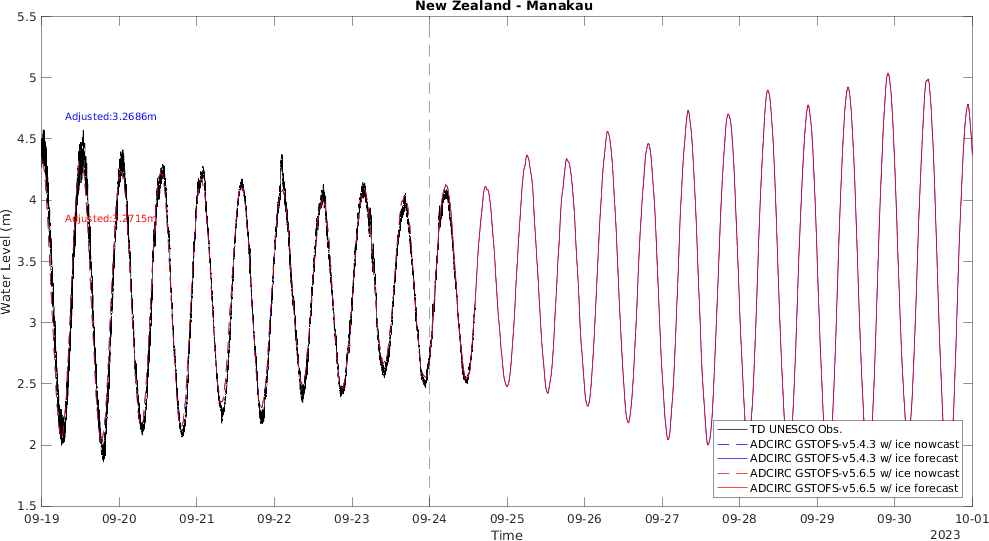 New Zealand - Manakau
5.5
5
4.5
4
3.5
3
2.5
2
1.5
Water Level (m)
Adjusted:3.2686m
Adjusted:3.2715m
TD UNESCO Obs.
ADCIRC GSTOFS-v5.4.3 w/ ice nowcast
ADCIRC GSTOFS-v5.4.3 w/ ice forecast
ADCIRC GSTOFS-v5.6.5 w/ ice nowcast
ADCIRC GSTOFS-v5.6.5 w/ ice forecast
09-19 09-20 09-21 09-22 09-23 09-24 09-25 09-26 09-27 09-28 09-29 09-30 10-01
Time
2023